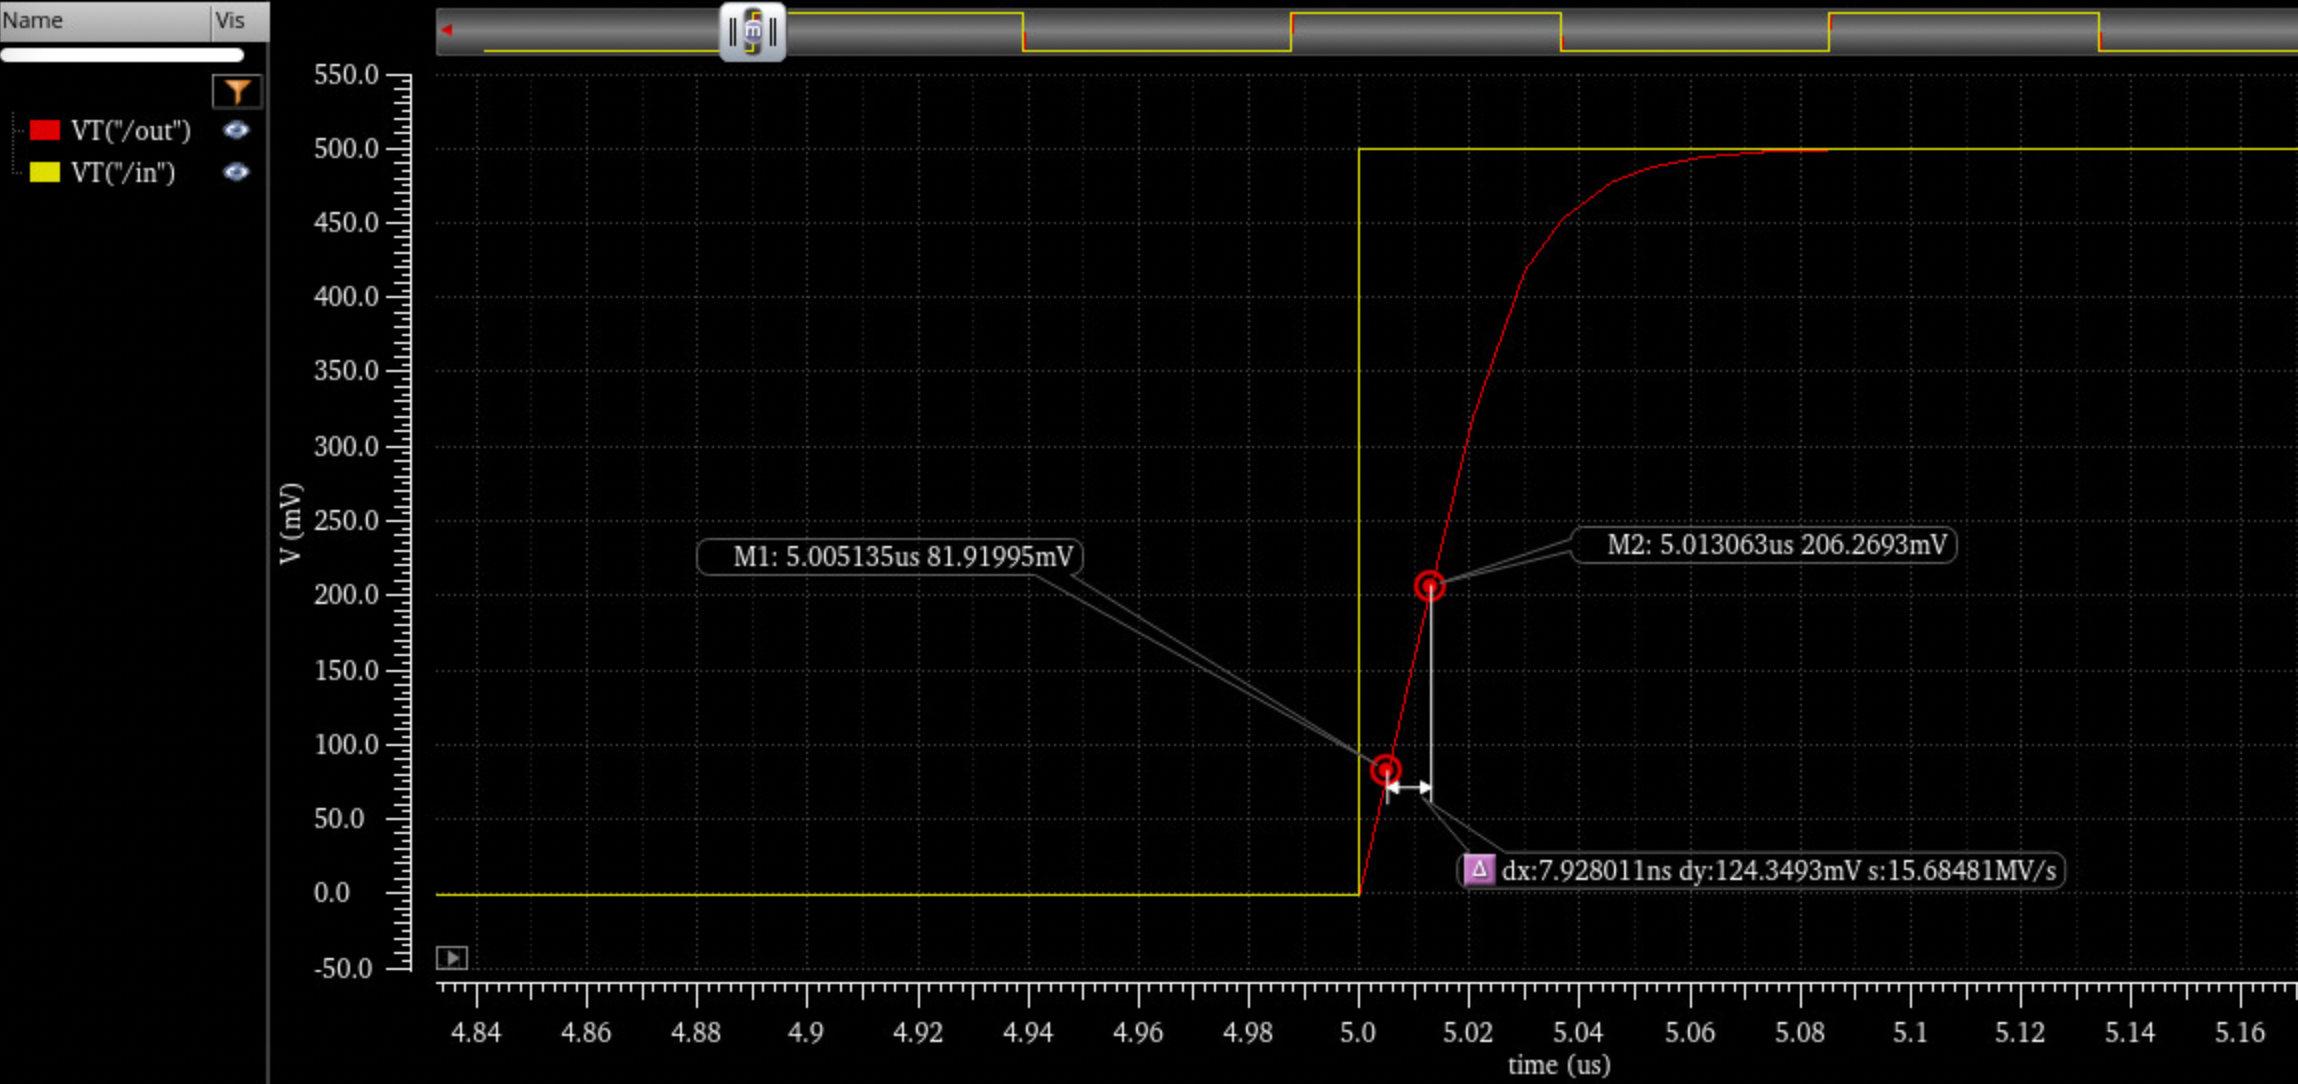 Name Vis
m
VT("/out")
VT("/in")
550.0
500.0
450.0
400.0
350.0
300.0
250.0
200.0
150.0
100.0
50.0
0.0
-50.0
V (mV)
M1: 5.005135us 81.91995mV
M2: 5.013063us 206.2693mV
Δ dx:7.928011ns dy:124.3493mV s:15.68481MV/s
4.84 4.86 4.88 4.9 4.92 4.94 4.96 4.98 5.0 5.02 5.04 5.06 5.08 5.1 5.12 5.14 5.16
time (us)